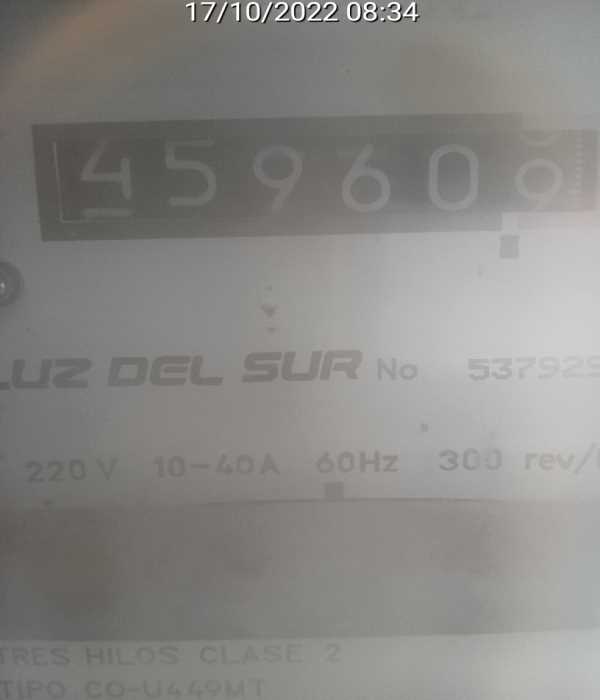 17/10/2022 08:34
459609
LUZ DEL SUR No 537929
220 V 10-40A 60Hz 300 rev/
TRES HILOS CLASE 2
TIPO CO-U449MT